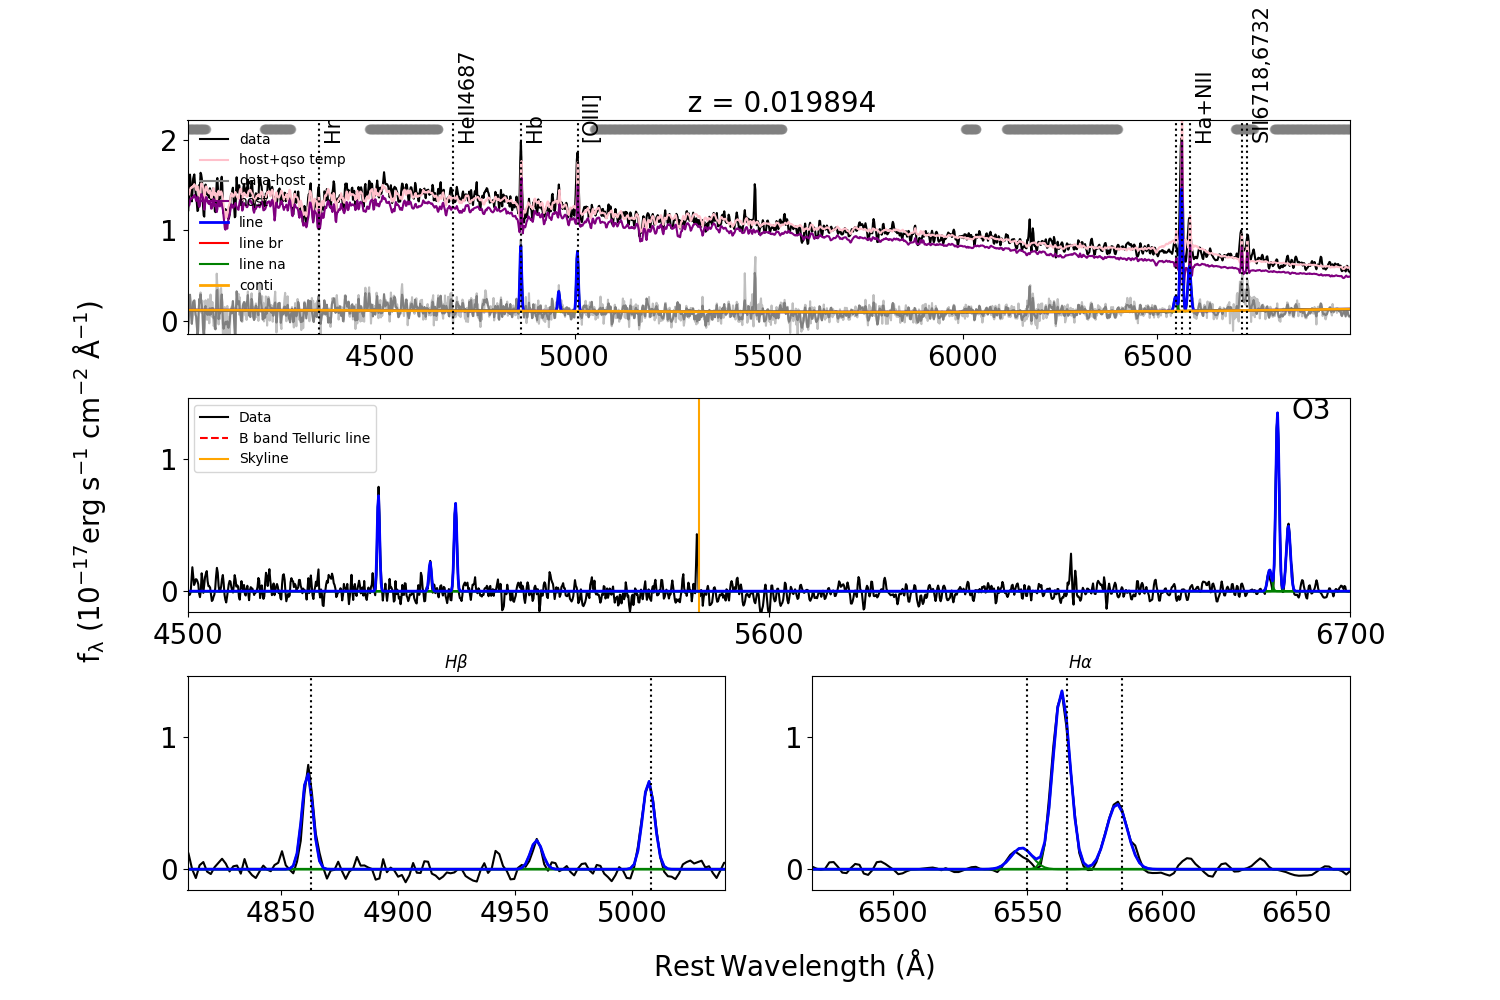 z = 0.019894
Hr
HeII4687
Hb
[OIII]
Ha+NII
SII6718,6732
data
host+qso temp
data-host
host
line
line br
line na
conti
2
1
0
4500
5000
5500
6000
6500
fλ (10−17erg s−1 cm−2 Å−1)
Data
B band Telluric line
Skyline
O3
1
0
4500
5600
6700
Hβ
1
0
4850
4900
4950
5000
Hα
1
0
6500
6550
6600
6650
Rest Wavelength (Å)